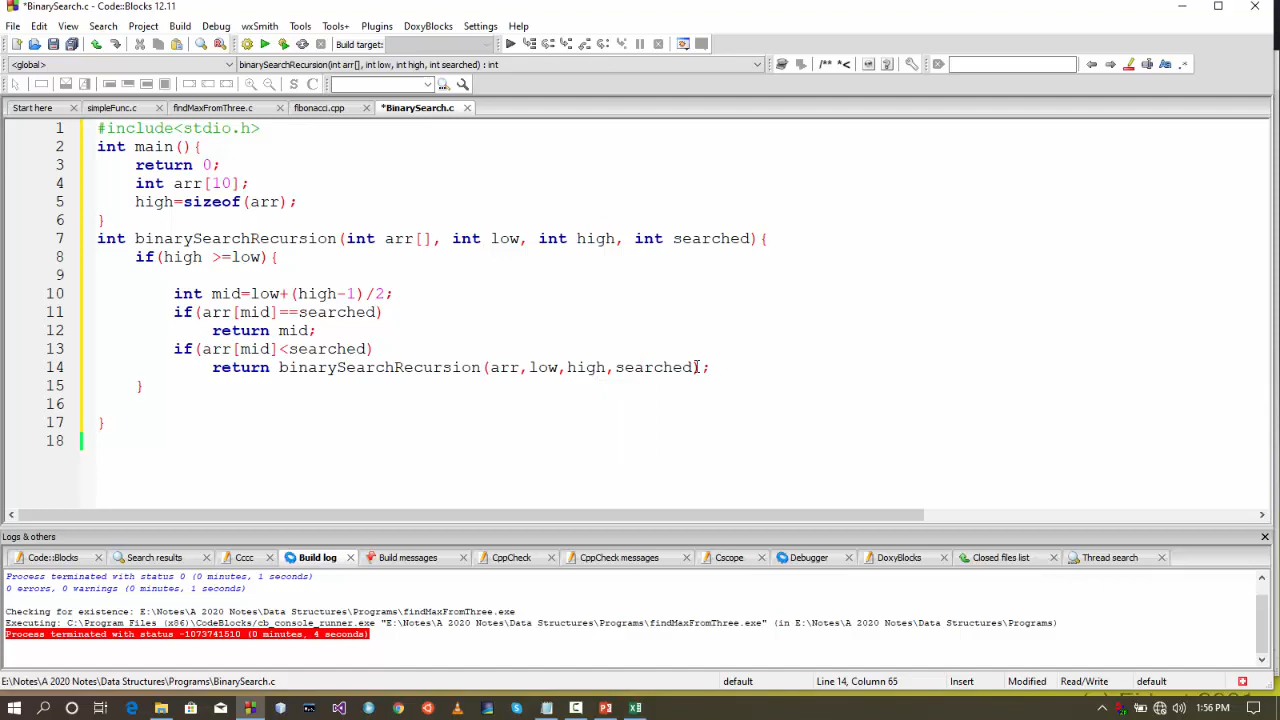 *BinarySearch.c - Code::Blocks 12.11
File Edit View Search Project Build Debug wxSmith Tools Tools+ Plugins DoxyBlocks Settings Help
Build target:
<global> binarySearchRecursion(int arr[], int low, int high, int searched) : int
Start here simpleFunc.c findMaxFromThree.c fibonacci.cpp *BinarySearch.c
1 #include<stdio.h>
2 int main(){
3 return 0;
4 int arr[10];
5 high=sizeof(arr);
6 }
7 int binarySearchRecursion(int arr[], int low, int high, int searched){
8 if(high >=low){
9
10 int mid=low+(high-1)/2;
11 if(arr[mid]==searched)
12 return mid;
13 if(arr[mid]<searched)
14 return binarySearchRecursion(arr,low,high,searched);
15 }
16
17 }
18
Logs & others
Code::Blocks Search results Cccc Build log Build messages CppCheck CppCheck messages Cscope Debugger DoxyBlocks Closed files list Thread search
Process terminated with status 0 (0 minutes, 1 seconds)
0 errors, 0 warnings (0 minutes, 1 seconds)
Checking for existence: E:\Notes\A 2020 Notes\Data Structures\Programs\findMaxFromThree.exe
Executing: C:\Program Files (x86)\CodeBlocks/cb_console_runner.exe "E:\Notes\A 2020 Notes\Data Structures\Programs\findMaxFromThree.exe" (in E:\Notes\A 2020 Notes\Data Structures\Programs)
Process terminated with status -1073741510 (0 minutes, 4 seconds)
E:\Notes\A 2020 Notes\Data Structures\Programs\BinarySearch.c default Line 14, Column 65 Insert Modified Read/Write default
1:56 PM